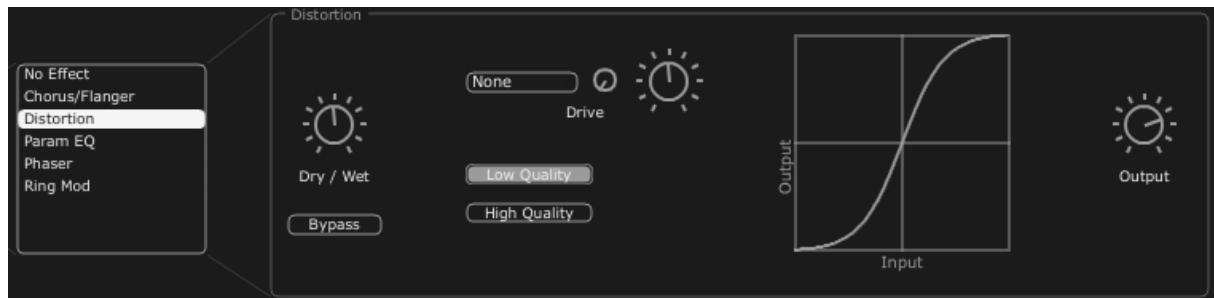 Distortion
No Effect
Chorus/Flanger
Distortion
Param EQ
Phaser
Ring Mod
Dry / Wet
Bypass
None
Drive
Low Quality
High Quality
Output
Input
Output